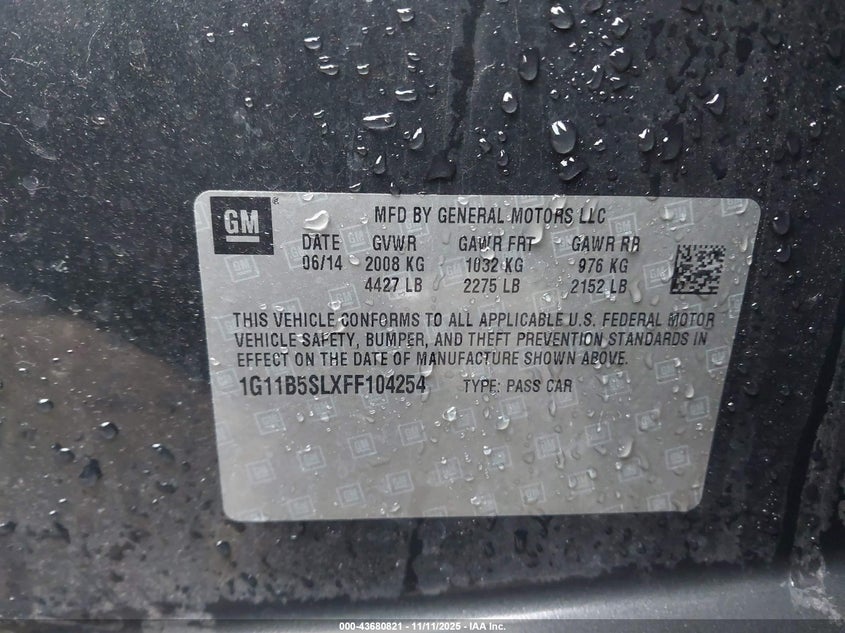 GM
MFD BY GENERAL MOTORS LLC
DATE GVWR GAWR FRT GAWR RR
06/14 2008 KG 1032 KG 976 KG
4427 LB 2275 LB 2152 LB
THIS VEHICLE CONFORMS TO ALL APPLICABLE U.S. FEDERAL MOTOR
VEHICLE SAFETY, BUMPER, AND THEFT PREVENTION STANDARDS IN
EFFECT ON THE DATE OF MANUFACTURE SHOWN ABOVE.
1G11B5SLXFF104254 TYPE: PASS CAR
000-43680821 - 11/11/2025 - IAA Inc.